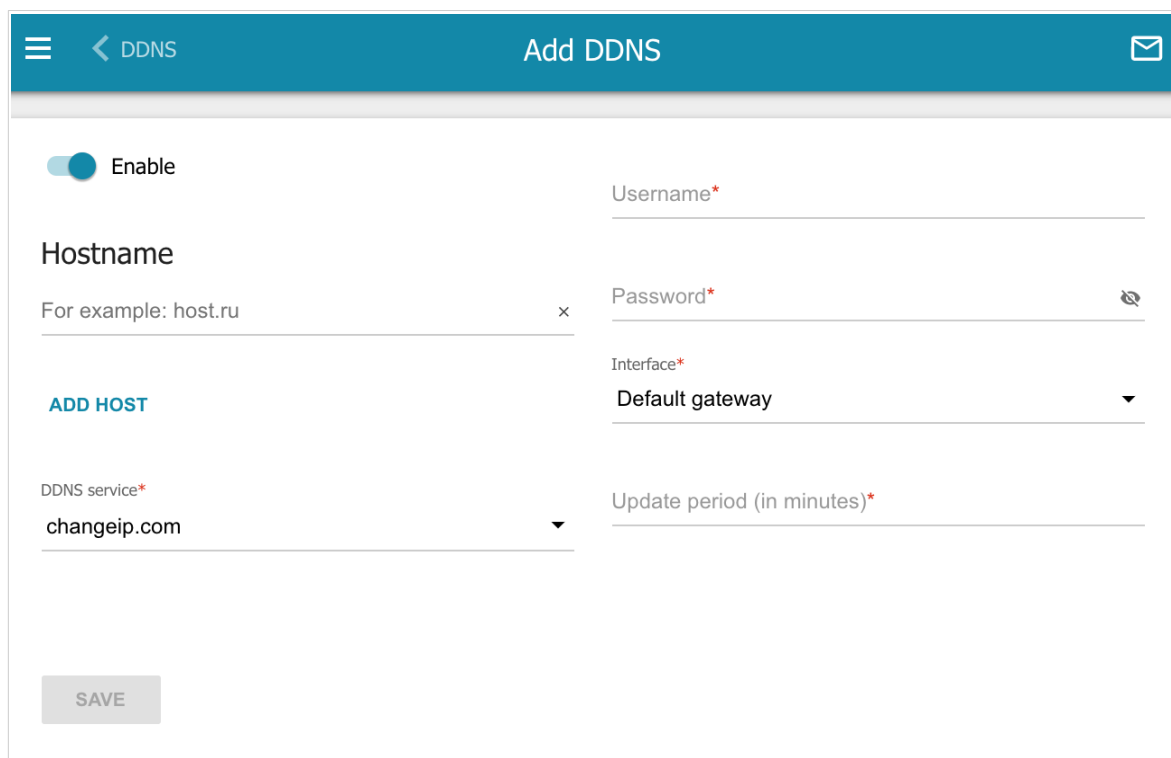 DDNS
Add DDNS
Enable
Hostname
For example: host.ru
×
ADD HOST
DDNS service*
changeip.com
Username*
Password*
Interface*
Default gateway
Update period (in minutes)*
SAVE